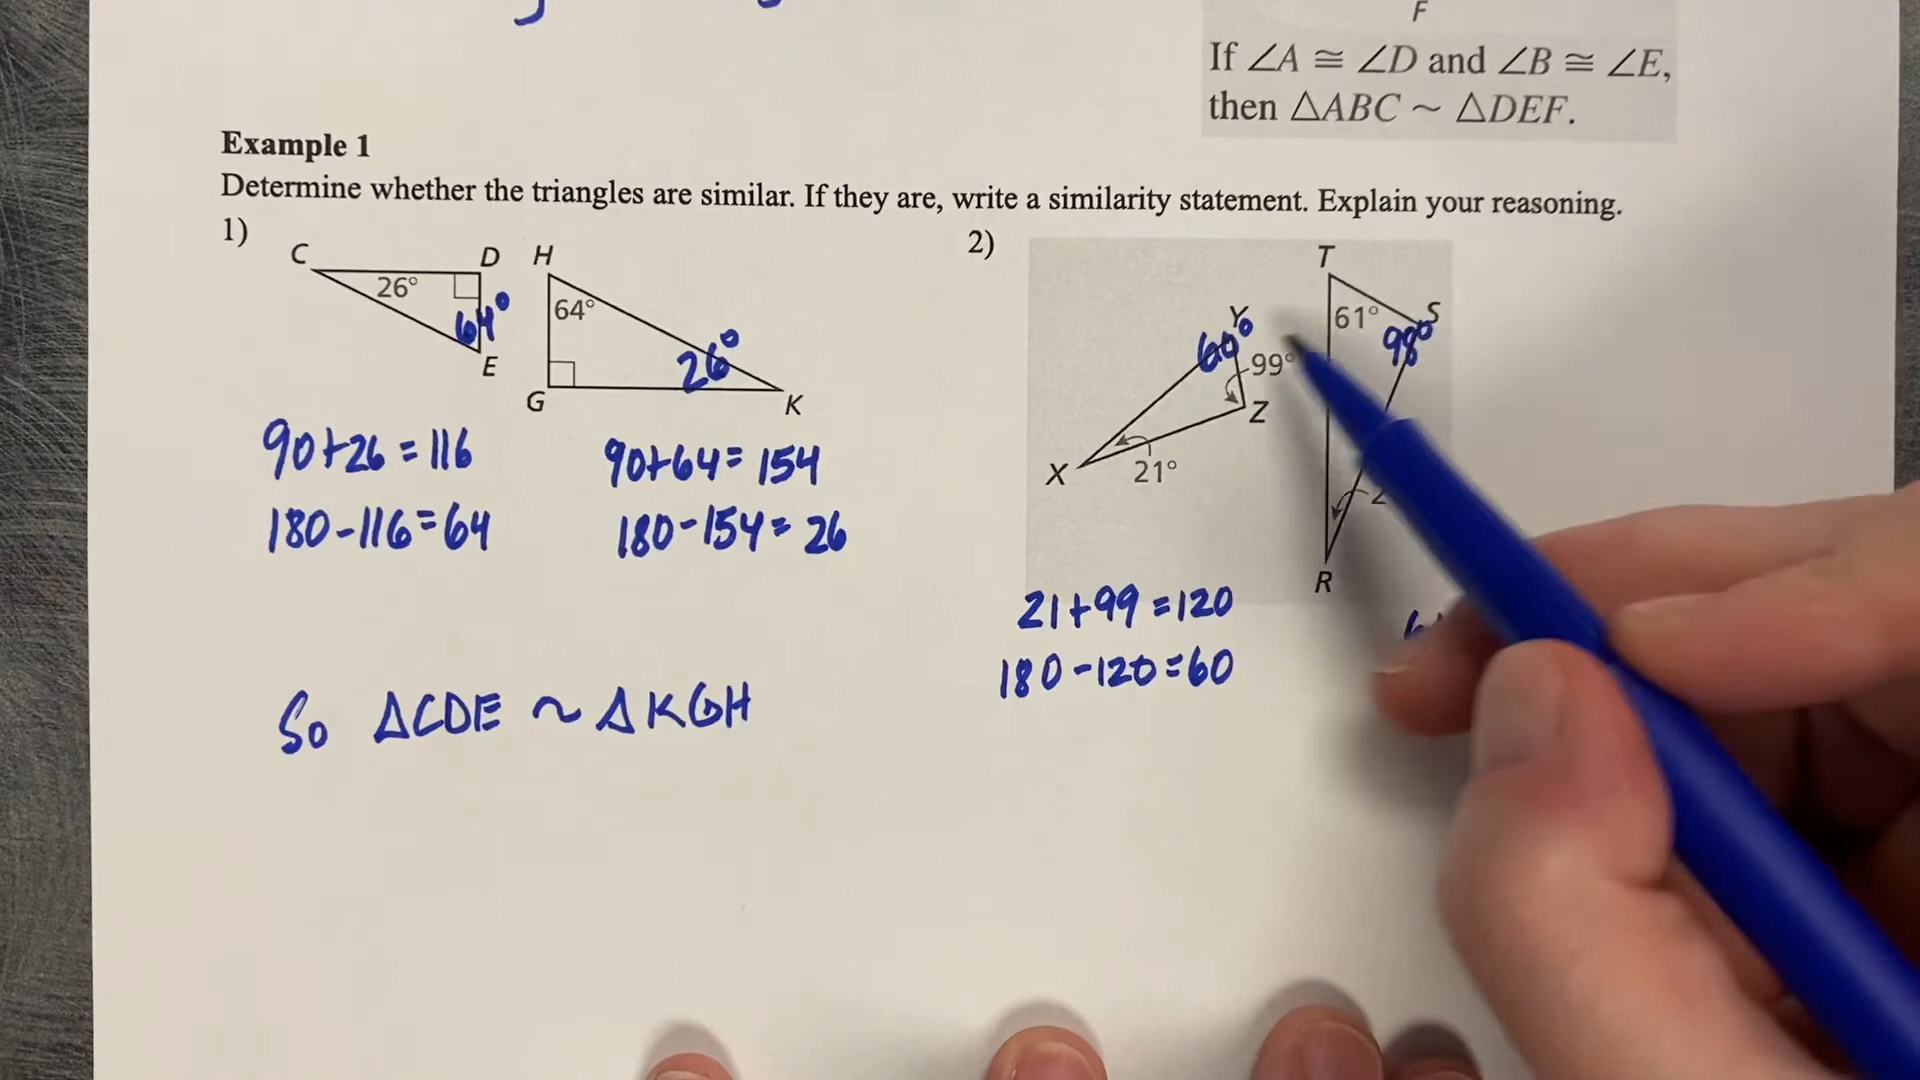 F
If ∠A ≅ ∠D and ∠B ≅ ∠E,
then △ABC ~ △DEF.
Example 1
Determine whether the triangles are similar. If they are, write a similarity statement. Explain your reasoning.
1)
C
D
26°
64°
E
H
64°
26°
G
K
90+26=116
180-116=64
90+64=154
180-154=26
So △CDE ~ △KGH
2)
Y
60°
99°
Z
X
21°
T
61°
S
98°
R
21+99=120
180-120=60